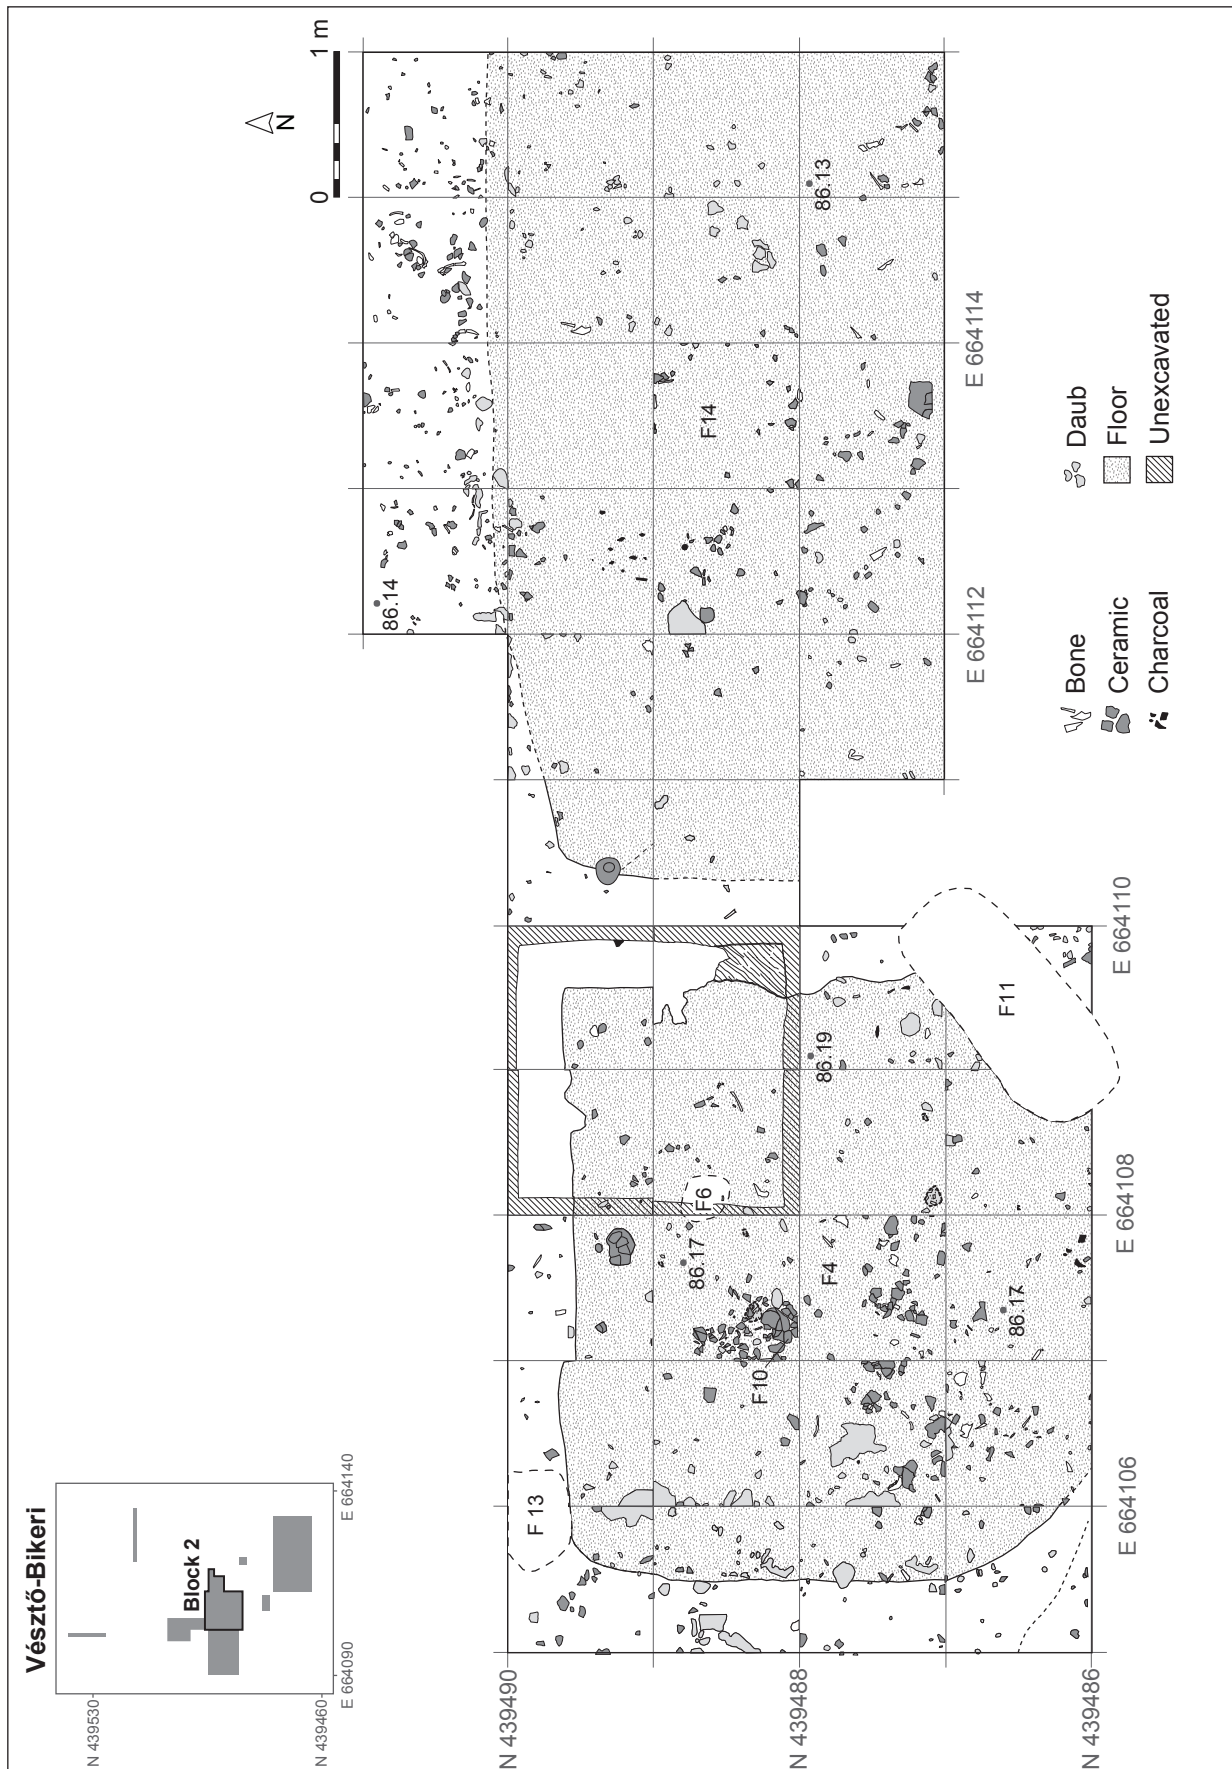 Vésztő-Bikeri
N 439530
N 439460
E 664090
E 664140
Block 2
N
0
1 m
86.14
86.13
F14
F 13
F10
F6
86.17
F4
86.17
86.19
F11
N 439490
N 439488
N 439486
E 664106
E 664108
E 664110
E 664112
E 664114
Bone
Ceramic
Charcoal
Daub
Floor
Unexcavated